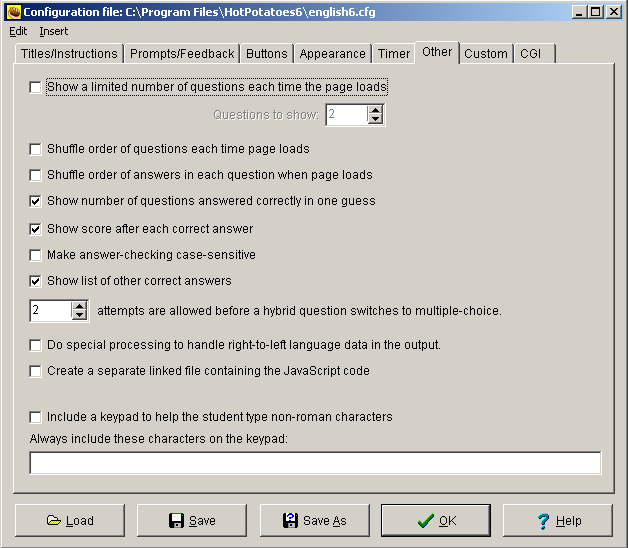 Configuration file: C:\Program Files\HotPotatoes6\english6.cfg
Edit Insert
Titles/Instructions Prompts/Feedback Buttons Appearance Timer Other Custom CGI
Show a limited number of questions each time the page loads
Questions to show: 2
Shuffle order of questions each time page loads
Shuffle order of answers in each question when page loads
Show number of questions answered correctly in one guess
Show score after each correct answer
Make answer-checking case-sensitive
Show list of other correct answers
2 attempts are allowed before a hybrid question switches to multiple-choice.
Do special processing to handle right-to-left language data in the output.
Create a separate linked file containing the JavaScript code
Include a keypad to help the student type non-roman characters
Always include these characters on the keypad:
Load Save Save As OK Help